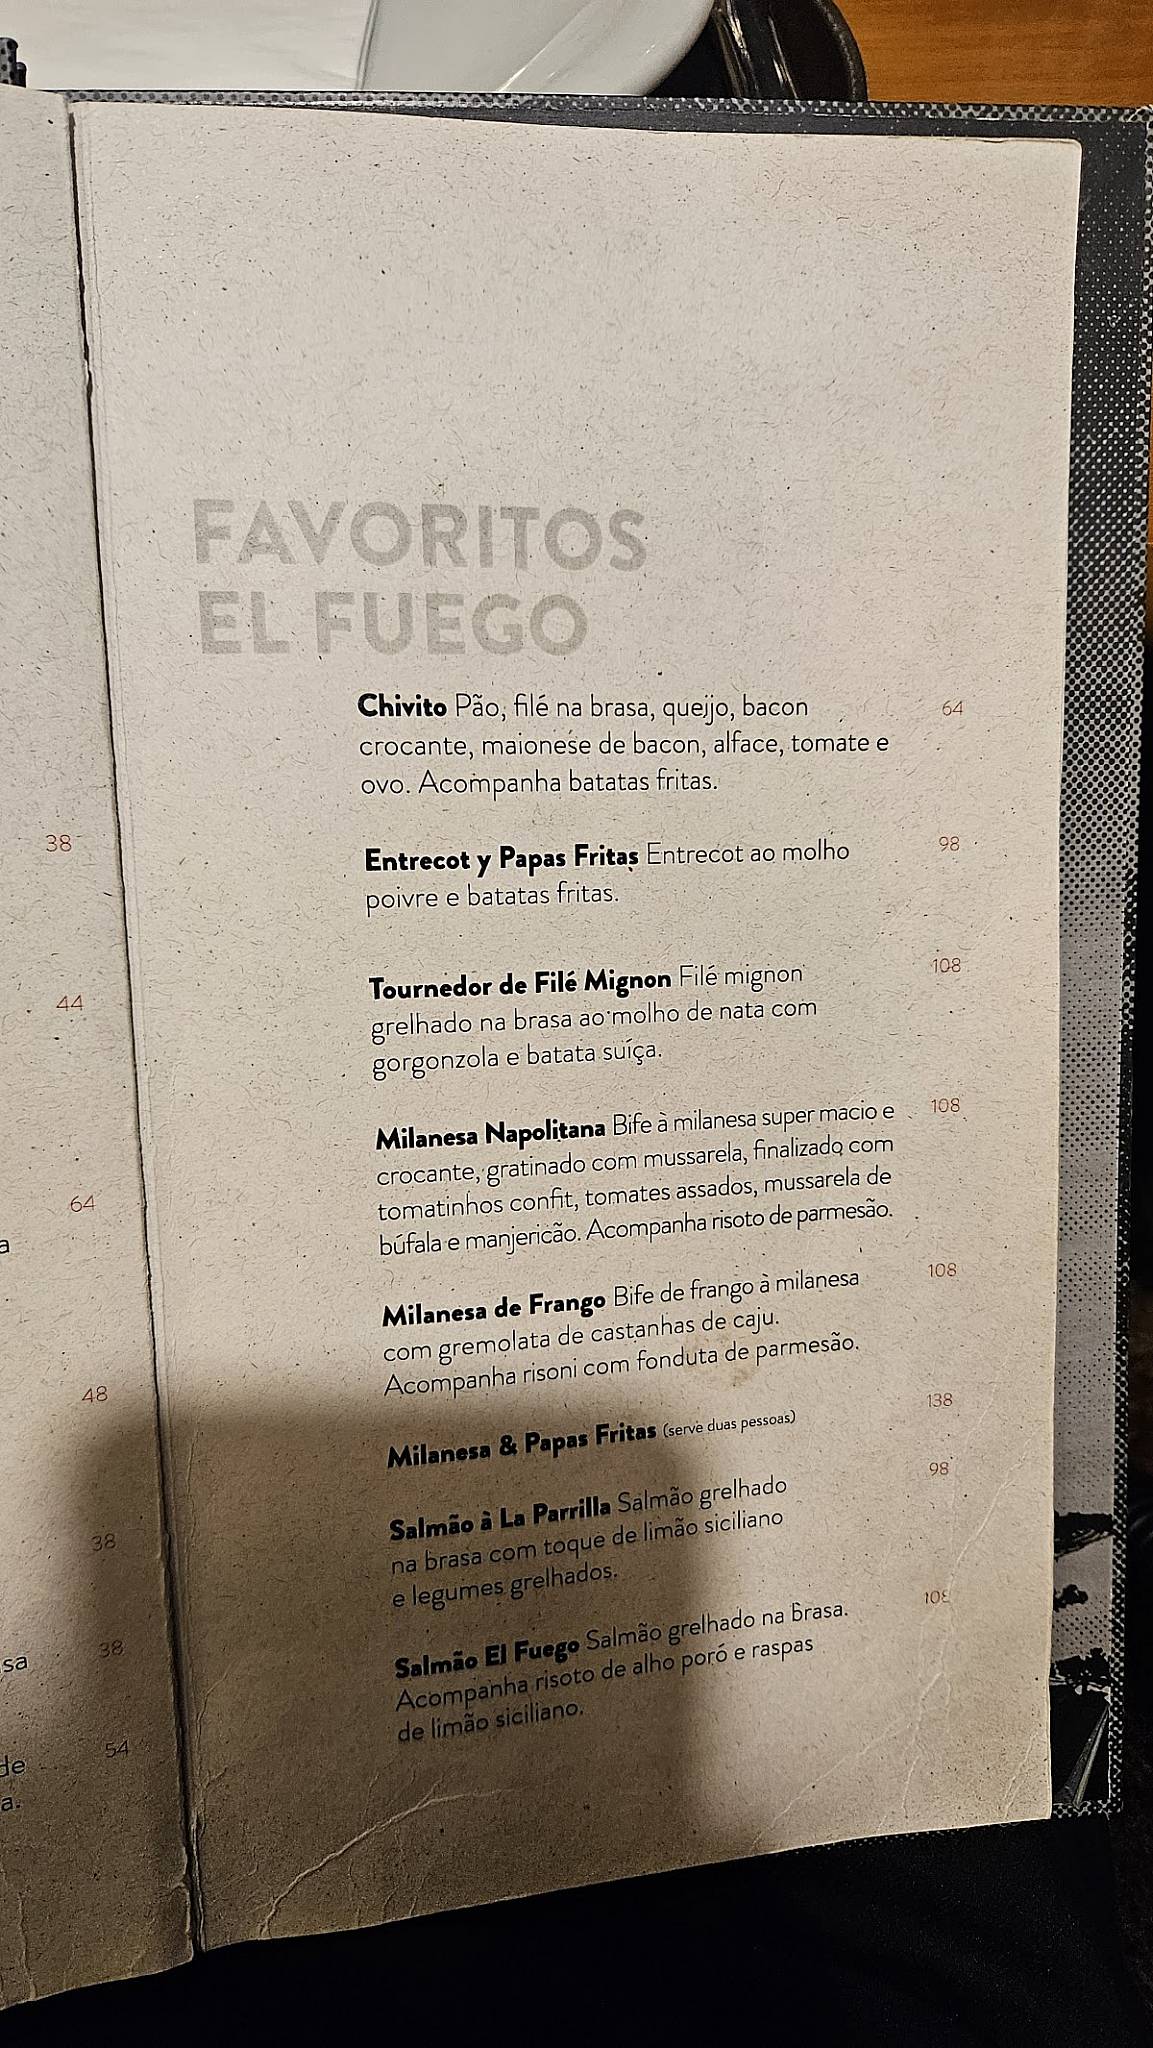 FAVORITOS
EL FUEGO
Chivito Pão, filé na brasa, queijo, bacon 64
crocante, maionese de bacon, alface, tomate e
ovo. Acompanha batatas fritas.
Entrecot y Papas Fritas Entrecot ao molho 98
poivre e batatas fritas.
Tournedor de Filé Mignon Filé mignon 108
grelhado na brasa ao molho de nata com
gorgonzola e batata suíça.
Milanesa Napolitana Bife à milanesa super macio e 108
crocante, gratinado com mussarela, finalizado com
tomatinhos confit, tomates assados, mussarela de
búfala e manjericão. Acompanha risoto de parmesão.
Milanesa de Frango Bife de frango à milanesa 108
com gremolata de castanhas de caju.
Acompanha risoni com fonduta de parmesão.
Milanesa & Papas Fritas (serve duas pessoas) 138
Salmão à La Parrilla Salmão grelhado 98
na brasa com toque de limão siciliano
e legumes grelhados.
Salmão El Fuego Salmão grelhado na brasa. 108
Acompanha risoto de alho poró e raspas
de limão siciliano.
38
44
64
a
48
38
38
sa
54
de
a.